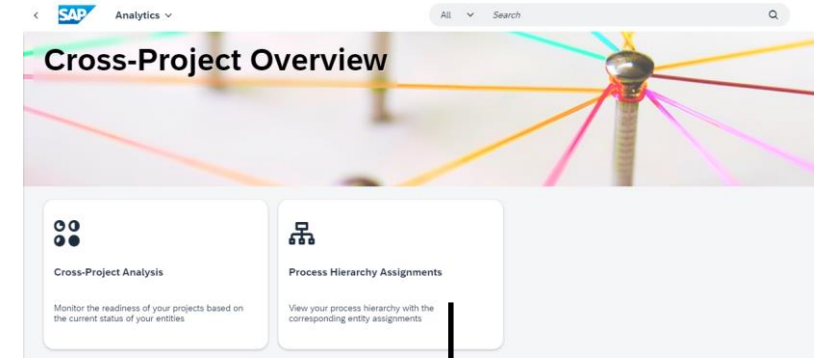 SAP Analytics All Search
Cross-Project Overview
Cross-Project Analysis
Process Hierarchy Assignments
Monitor the readiness of your projects based on
the current status of your entities
View your process hierarchy with the
corresponding entity assignments